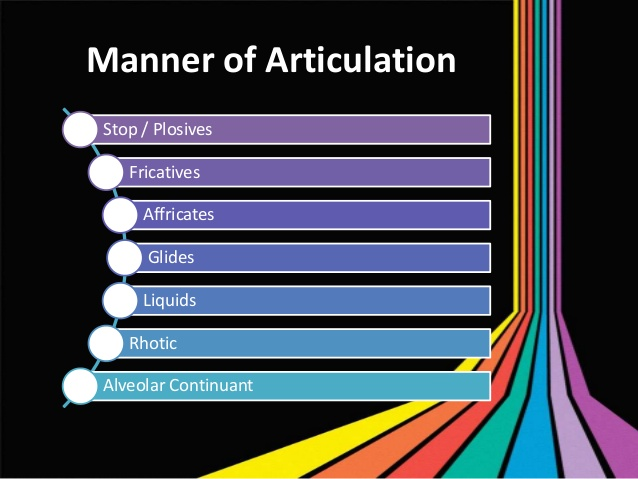 Manner of Articulation
Stop / Plosives
Fricatives
Affricates
Glides
Liquids
Rhotic
Alveolar Continuant